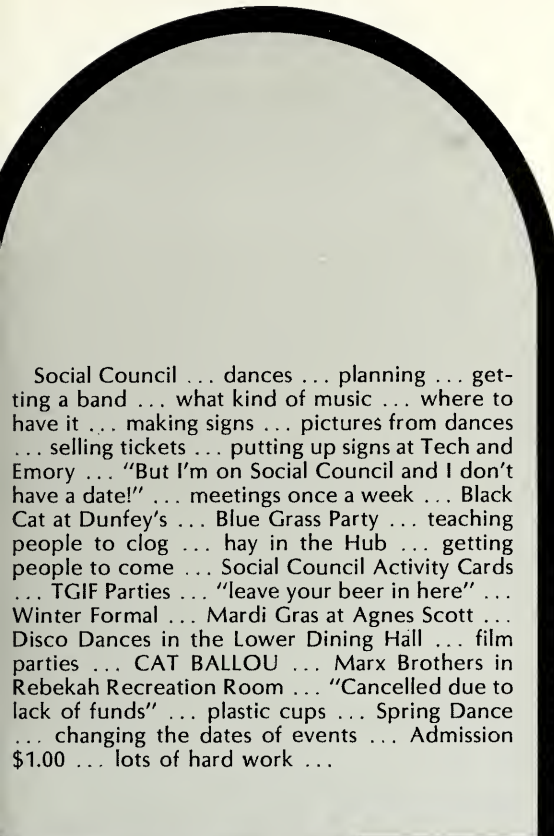 Social Council ... dances ... planning ... get-
ting a band ... what kind of music ... where to
have it ... making signs ... pictures from dances
... selling tickets ... putting up signs at Tech and
Emory ... "But I'm on Social Council and I don't
have a date!" ... meetings once a week ... Black
Cat at Dunfey's ... Blue Grass Party ... teaching
people to clog ... hay in the Hub ... getting
people to come ... Social Council Activity Cards
... TGIF Parties ... "leave your beer in here" ...
Winter Formal ... Mardi Gras at Agnes Scott ...
Disco Dances in the Lower Dining Hall ... film
parties ... CAT BALLOU ... Marx Brothers in
Rebekah Recreation Room ... "Cancelled due to
lack of funds" ... plastic cups ... Spring Dance
... changing the dates of events ... Admission
$1.00 ... lots of hard work ...